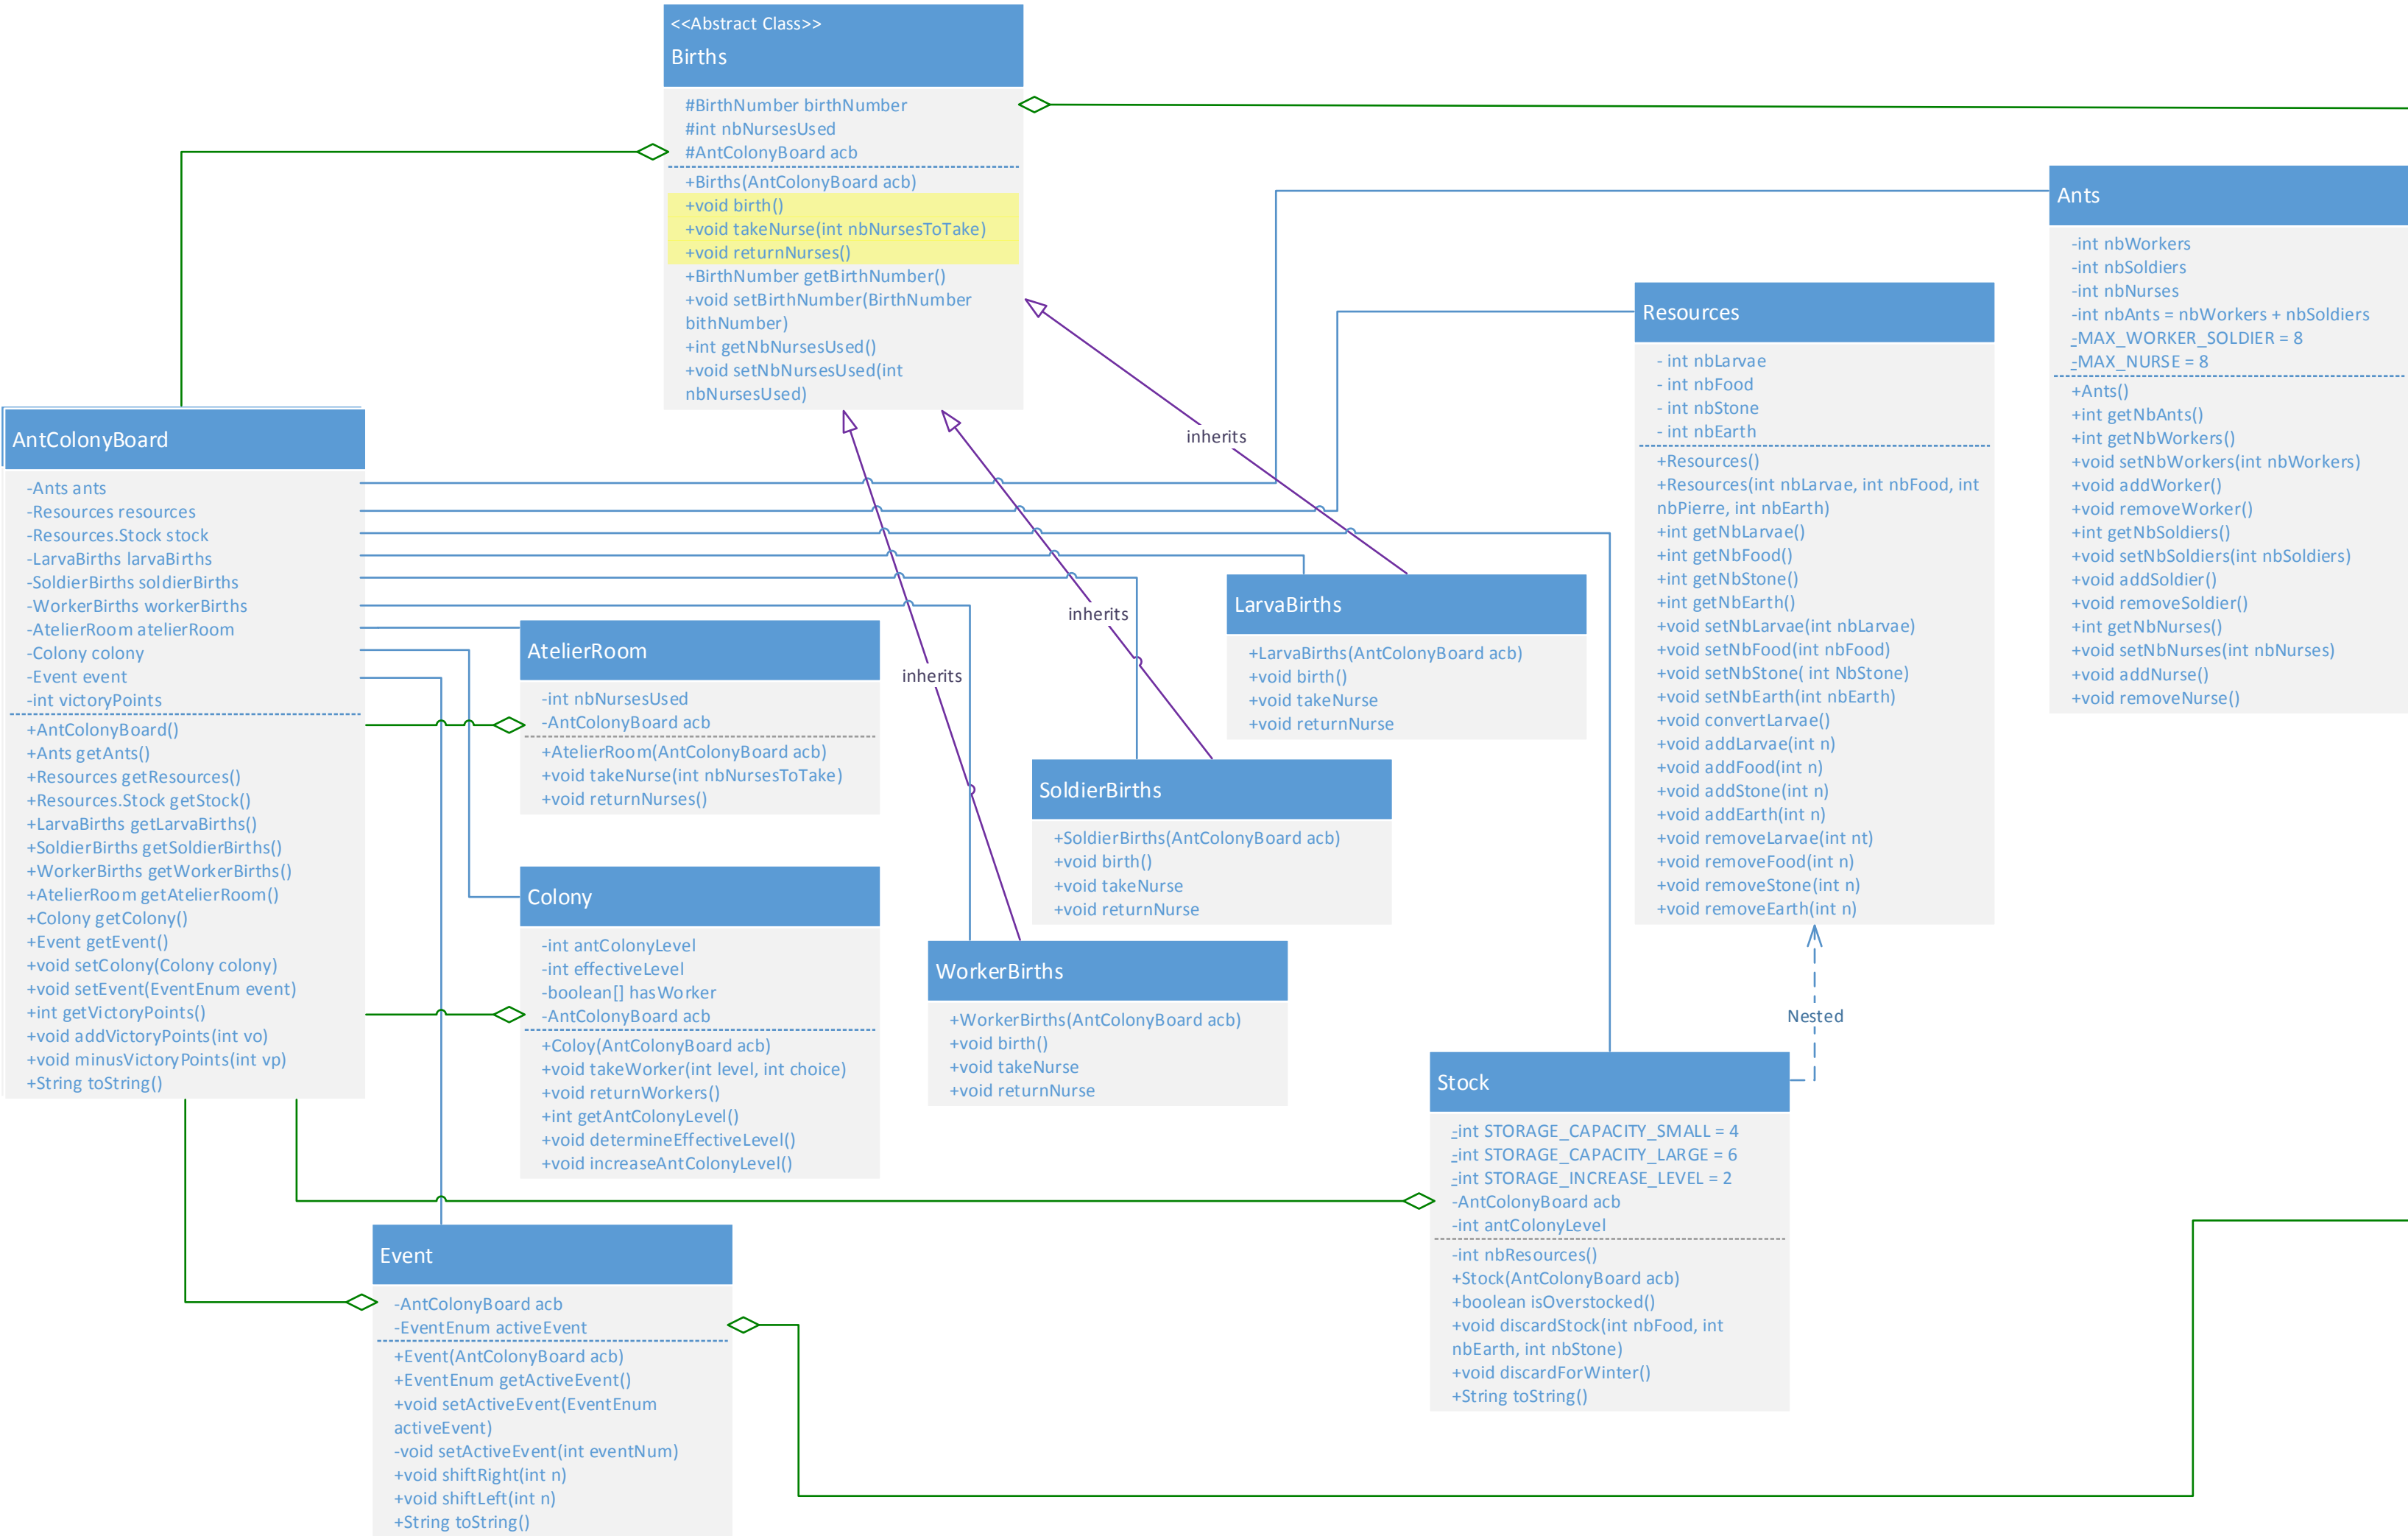 <<Abstract Class>>
Births
#BirthNumber birthNumber
#int nbNursesUsed
#AntColonyBoard acb
+Births(AntColonyBoard acb)
+void birth()
+void takeNurse(int nbNursesToTake)
+void returnNurses()
+BirthNumber getBirthNumber()
+void setBirthNumber(BirthNumber
bithNumber)
+int getNbNursesUsed()
+void setNbNursesUsed(int
nbNursesUsed)
Ants
-int nbWorkers
-int nbSoldiers
-int nbNurses
-int nbAnts = nbWorkers + nbSoldiers
-MAX_WORKER_SOLDIER = 8
-MAX_NURSE = 8
+Ants()
+int getNbAnts()
+int getNbWorkers()
+void setNbWorkers(int nbWorkers)
+void addWorker()
+void removeWorker()
+int getNbSoldiers()
+void setNbSoldiers(int nbSoldiers)
+void addSoldier()
+void removeSoldier()
+int getNbNurses()
+void setNbNurses(int nbNurses)
+void addNurse()
+void removeNurse()
Resources
- int nbLarvae
- int nbFood
- int nbStone
- int nbEarth
+Resources()
+Resources(int nbLarvae, int nbFood, int
nbPierre, int nbEarth)
+int getNbLarvae()
+int getNbFood()
+int getNbStone()
+int getNbEarth()
+void setNbLarvae(int nbLarvae)
+void setNbFood(int nbFood)
+void setNbStone( int NbStone)
+void setNbEarth(int nbEarth)
+void convertLarvae()
+void addLarvae(int n)
+void addFood(int n)
+void addStone(int n)
+void addEarth(int n)
+void removeLarvae(int nt)
+void removeFood(int n)
+void removeStone(int n)
+void removeEarth(int n)
AntColonyBoard
-Ants ants
-Resources resources
-Resources.Stock stock
-LarvaBirths larvaBirths
-SoldierBirths soldierBirths
-WorkerBirths workerBirths
-AtelierRoom atelierRoom
-Colony colony
-Event event
-int victoryPoints
+AntColonyBoard()
+Ants getAnts()
+Resources getResources()
+Resources.Stock getStock()
+LarvaBirths getLarvaBirths()
+SoldierBirths getSoldierBirths()
+WorkerBirths getWorkerBirths()
+AtelierRoom getAtelierRoom()
+Colony getColony()
+Event getEvent()
+void setColony(Colony colony)
+void setEvent(EventEnum event)
+int getVictoryPoints()
+void addVictoryPoints(int vo)
+void minusVictoryPoints(int vp)
+String toString()
inherits
inherits
inherits
LarvaBirths
+LarvaBirths(AntColonyBoard acb)
+void birth()
+void takeNurse
+void returnNurse
AtelierRoom
-int nbNursesUsed
-AntColonyBoard acb
+AtelierRoom(AntColonyBoard acb)
+void takeNurse(int nbNursesToTake)
+void returnNurses()
SoldierBirths
+SoldierBirths(AntColonyBoard acb)
+void birth()
+void takeNurse
+void returnNurse
Colony
-int antColonyLevel
-int effectiveLevel
-boolean[] hasWorker
-AntColonyBoard acb
+Coloy(AntColonyBoard acb)
+void takeWorker(int level, int choice)
+void returnWorkers()
+int getAntColonyLevel()
+void determineEffectiveLevel()
+void increaseAntColonyLevel()
WorkerBirths
+WorkerBirths(AntColonyBoard acb)
+void birth()
+void takeNurse
+void returnNurse
Nested
Stock
-int STORAGE_CAPACITY_SMALL = 4
-int STORAGE_CAPACITY_LARGE = 6
-int STORAGE_INCREASE_LEVEL = 2
-AntColonyBoard acb
-int antColonyLevel
-int nbResources()
+Stock(AntColonyBoard acb)
+boolean isOverstocked()
+void discardStock(int nbFood, int
nbEarth, int nbStone)
+void discardForWinter()
+String toString()
Event
-AntColonyBoard acb
-EventEnum activeEvent
+Event(AntColonyBoard acb)
+EventEnum getActiveEvent()
+void setActiveEvent(EventEnum
activeEvent)
-void setActiveEvent(int eventNum)
+void shiftRight(int n)
+void shiftLeft(int n)
+String toString()